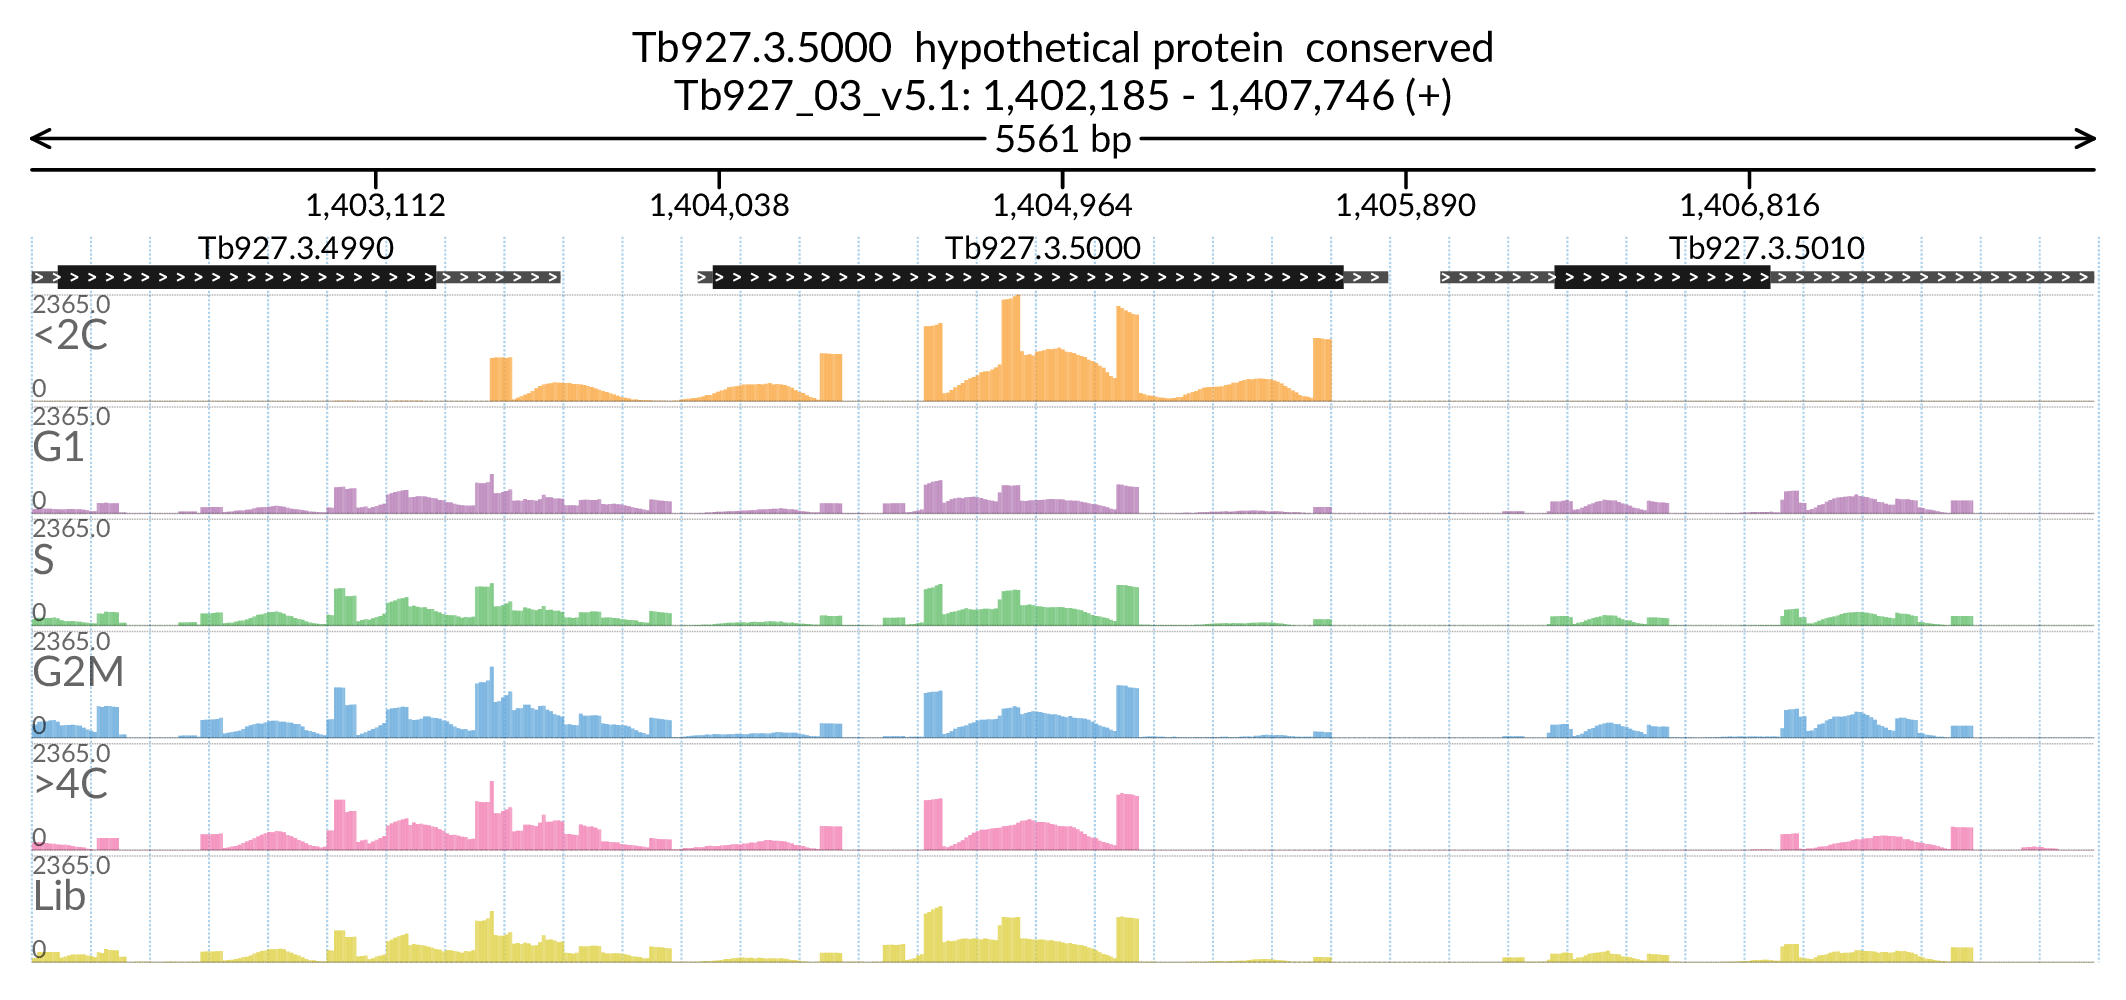 Tb927.3.5000  hypothetical protein  conserved
Tb927_03_v5.1: 1,402,185 - 1,407,746 (+)
5561 bp
1,403,112 1,404,038 1,404,964 1,405,890 1,406,816
Tb927.3.4990 Tb927.3.5000 Tb927.3.5010
2365.0
<2C
0
2365.0
G1
0
2365.0
S
0
2365.0
G2M
0
2365.0
>4C
0
2365.0
Lib
0